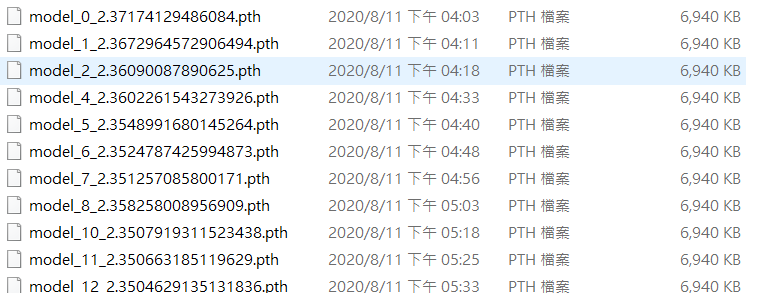 model_0_2.37174129486084.pth 2020/8/11 下午 04:03 PTH 檔案 6,940 KB
model_1_2.3672964572906494.pth 2020/8/11 下午 04:11 PTH 檔案 6,940 KB
model_2_2.36090087890625.pth 2020/8/11 下午 04:18 PTH 檔案 6,940 KB
model_4_2.3602261543273926.pth 2020/8/11 下午 04:33 PTH 檔案 6,940 KB
model_5_2.3548991680145264.pth 2020/8/11 下午 04:40 PTH 檔案 6,940 KB
model_6_2.3524787425994873.pth 2020/8/11 下午 04:48 PTH 檔案 6,940 KB
model_7_2.351257085800171.pth 2020/8/11 下午 04:56 PTH 檔案 6,940 KB
model_8_2.358258008956909.pth 2020/8/11 下午 05:03 PTH 檔案 6,940 KB
model_10_2.3507919311523438.pth 2020/8/11 下午 05:18 PTH 檔案 6,940 KB
model_11_2.350663185119629.pth 2020/8/11 下午 05:25 PTH 檔案 6,940 KB
model_12_2.3504629135131836.pth 2020/8/11 下午 05:33 PTH 檔案 6,940 KB